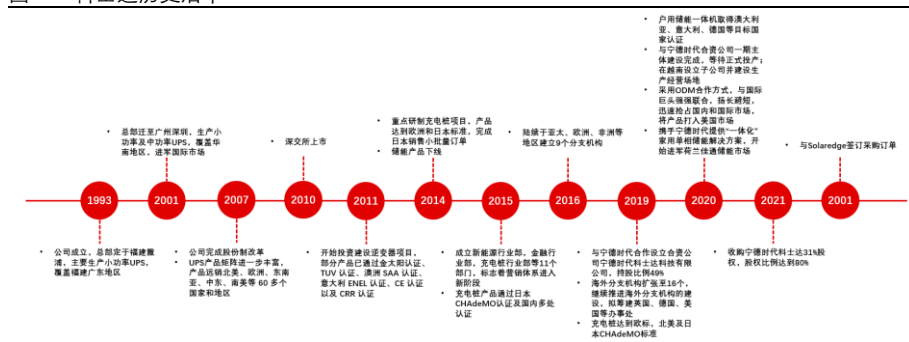 • 户用储能一体机取得澳大利
亚、意大利、德国等目标国
家认证
• 与宁德时代合资公司一期主
体建设完成，等待正式投产；
在越南设立子公司并建设生
产经营场地
• 采用ODM合作方式，与国际
巨头强强联合，扬长避短，
迅速抢占国内和国际市场，
将产品打入美国市场
• 携手宁德时代提供“一体化”
家用单相储能解决方案，开
始进军荷兰佳通储能市场
• 总部迁至广州深圳，生产小
功率及中功率UPS，覆盖华
南地区，进军国际市场
• 深交所上市
• 重点研制充电桩项目，产品
达到欧洲和日本标准，完成
日本销售小批量订单
• 储能产品下线
• 陆续于亚太、欧洲、非洲等
地区建立9个分支机构
• 与Solaredge签订采购订单
1993
2001
2007
2010
2011
2014
2015
2016
2019
2020
2021
2001
• 公司成立，总部定于福建霞
浦，主要生产小功率UPS，
覆盖福建广东地区
• 公司完成股份制改革
• UPS产品矩阵进一步丰富，
产品远销北美、欧洲、东南
亚、中东、南美等 60 多个
国家和地区
• 开始投资建设逆变器项目，
部分产品已通过金太阳认证、
TUV 认证、澳洲 SAA 认证、
意大利 ENEL 认证、CE 认证
以及 CRR 认证
• 成立新能源行业部，金融行
业部，充电桩行业部等11个
部门，标志着营销体系进入
新阶段
• 充电桩产品通过日本
CHAdeMO认证及国内多处
认证
• 与宁德时代合作设立合资公
司宁德时代科士达科技有限
公司，持股比例49%
• 海外分支机构扩张至16个，
继续推进海外分支机构的建
设，拟筹建英国、德国、美
国等办事处
• 充电桩达到欧标，北美及日
本CHAdeMO标准
• 收购宁德时代科士达31%股
权，股权比例达到80%